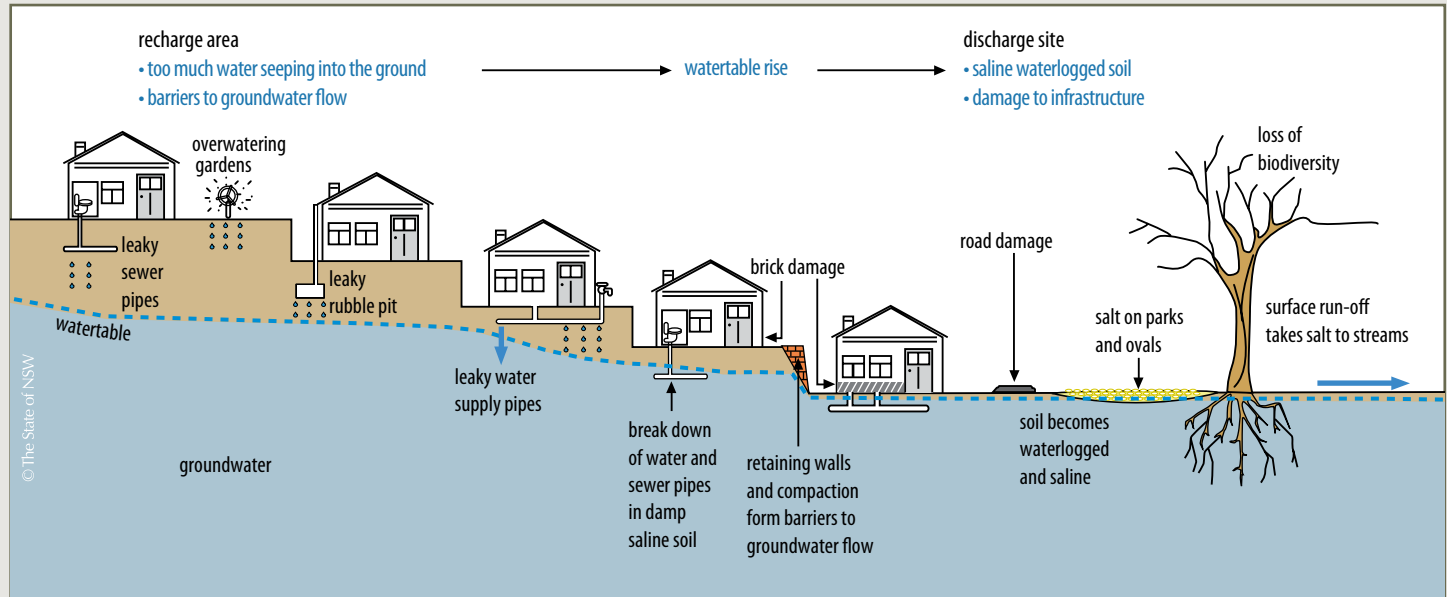 recharge area
• too much water seeping into the ground
• barriers to groundwater flow
watertable rise
discharge site
• saline waterlogged soil
• damage to infrastructure
overwatering
gardens
loss of
biodiversity
leaky
sewer
pipes
leaky
rubble pit
brick damage
road damage
salt on parks
and ovals
surface run-off
takes salt to streams
watertable
leaky water
supply pipes
break down
of water and
sewer pipes
in damp
saline soil
retaining walls
and compaction
form barriers to
groundwater flow
soil becomes
waterlogged
and saline
groundwater
© The State of NSW